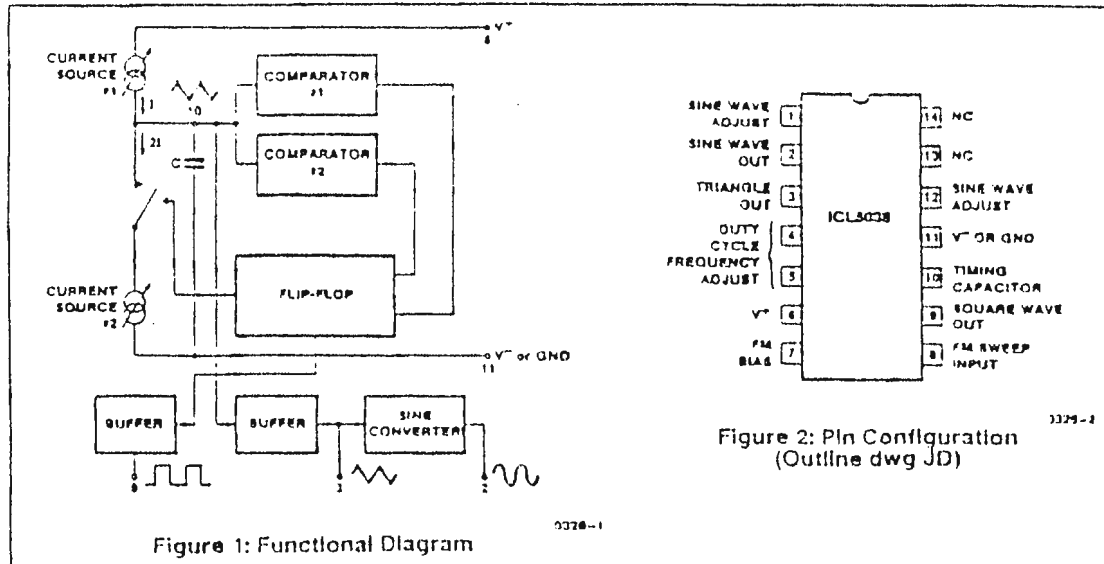 V+
6
CURRENT
SOURCE
#1
I
10
COMPARATOR
#1
2I
C
COMPARATOR
#2
FLIP-FLOP
CURRENT
SOURCE
#2
V− or GND
11
BUFFER
BUFFER
SINE
CONVERTER
9
3
2
0326-1
Figure 1: Functional Diagram
SINE WAVE
ADJUST
1
SINE WAVE
OUT
2
TRIANGLE
OUT
3
DUTY
CYCLE
FREQUENCY
ADJUST
4
5
V+
6
FM
BIAS
7
ICL8038
14 NC
13 NC
12
SINE WAVE
ADJUST
11 V− OR GND
10
TIMING
CAPACITOR
9
SQUARE WAVE
OUT
8
FM SWEEP
INPUT
Figure 2: Pin Configuration
(Outline dwg JD)